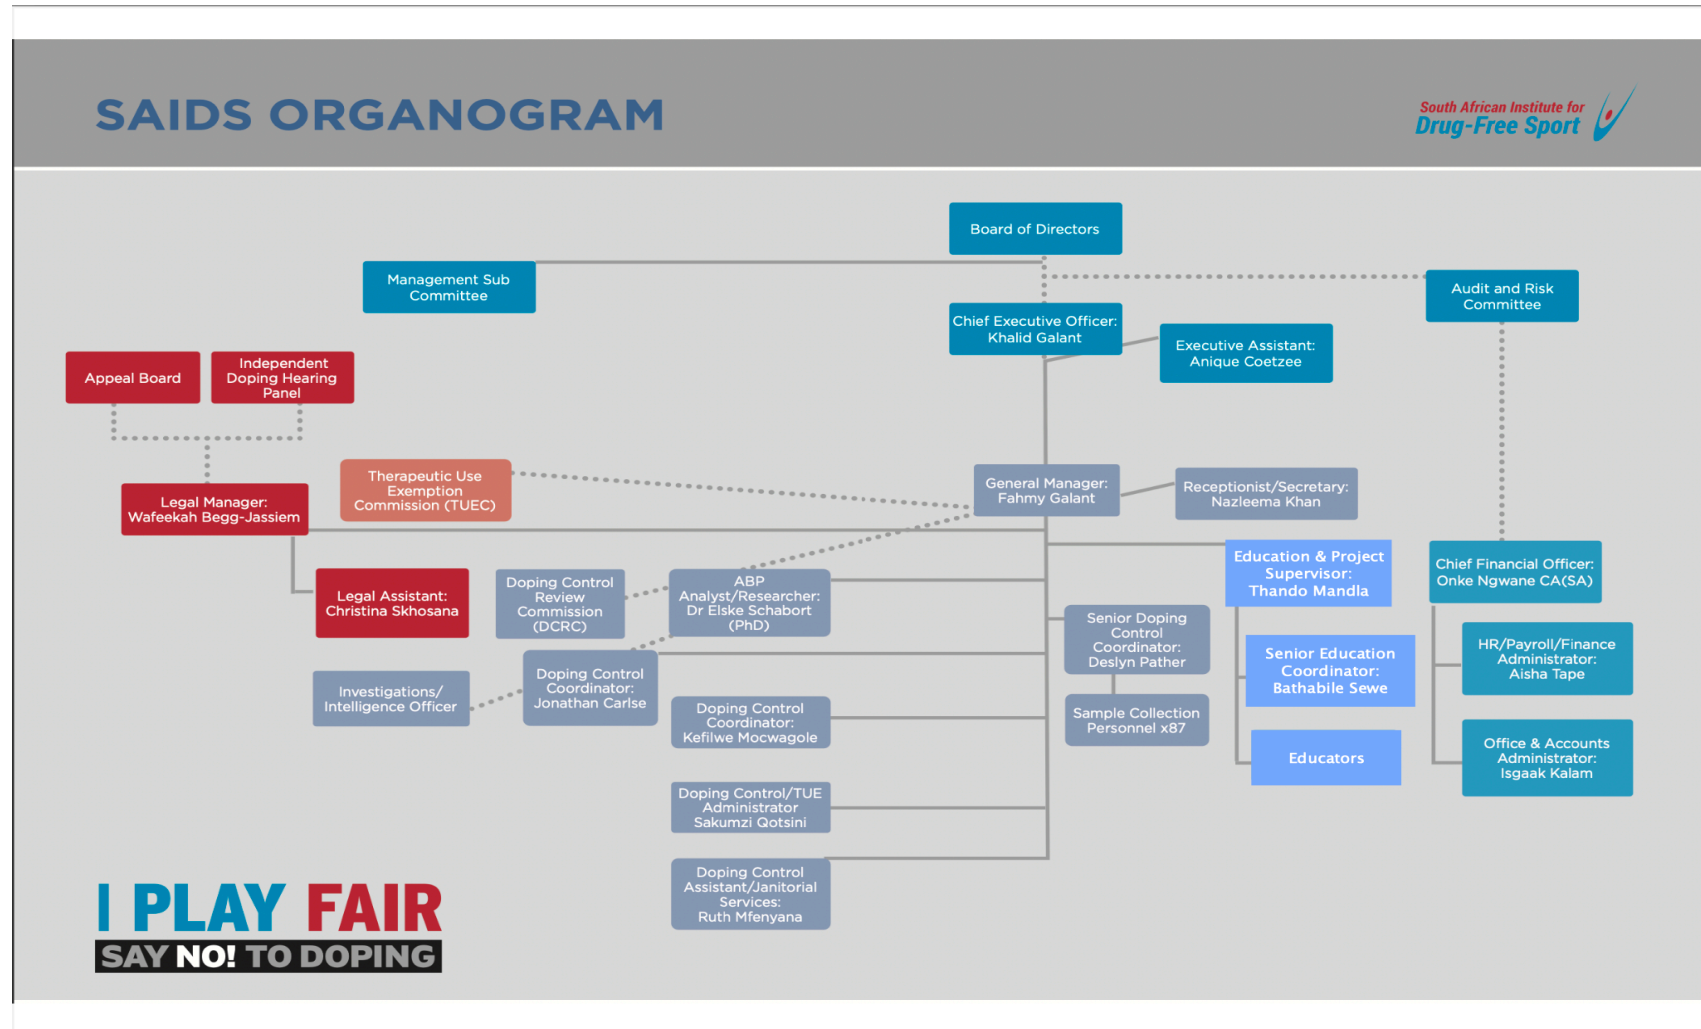 SAIDS ORGANOGRAM
South African Institute for
Drug-Free Sport
Board of Directors
Management Sub
Committee
Audit and Risk
Committee
Chief Executive Officer:
Khalid Galant
Executive Assistant:
Anique Coetzee
Appeal Board
Independent
Doping Hearing
Panel
Legal Manager:
Wafeekah Begg-Jassiem
Therapeutic Use
Exemption
Commission (TUEC)
General Manager:
Fahmy Galant
Receptionist/Secretary:
Nazleema Khan
Legal Assistant:
Christina Skhosana
Doping Control
Review
Commission
(DCRC)
ABP
Analyst/Researcher:
Dr Elske Schabort
(PhD)
Education & Project
Supervisor:
Thando Mandla
Chief Financial Officer:
Onke Ngwane CA(SA)
Senior Doping
Control
Coordinator:
Deslyn Pather
Investigations/
Intelligence Officer
Doping Control
Coordinator:
Jonathan Carlse
Senior Education
Coordinator:
Bathabile Sewe
HR/Payroll/Finance
Administrator:
Aisha Tape
Doping Control
Coordinator:
Kefilwe Mocwagole
Sample Collection
Personnel x87
Educators
Office & Accounts
Administrator:
Isgaak Kalam
Doping Control/TUE
Administrator
Sakumzi Qotsini
Doping Control
Assistant/Janitorial
Services:
Ruth Mfenyana
I PLAY FAIR
SAY NO! TO DOPING